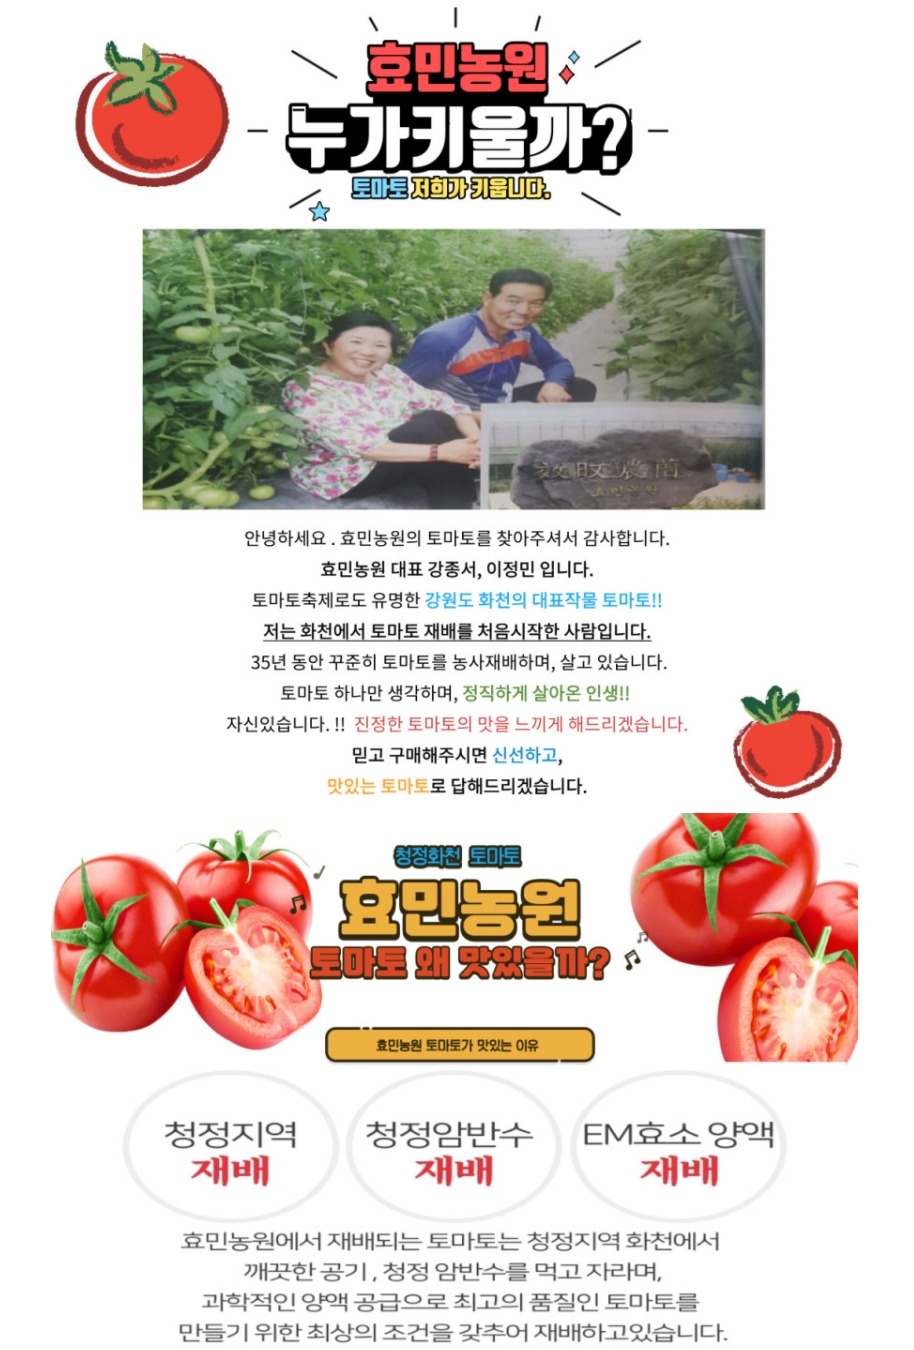 효민농원
누가키울까?
토마토 저희가 키웁니다.
안녕하세요 . 효민농원의 토마토를 찾아주셔서 감사합니다.
효민농원 대표 강종서, 이정민 입니다.
토마토축제로도 유명한 강원도 화천의 대표작물 토마토!!
저는 화천에서 토마토 재배를 처음시작한 사람입니다.
35년 동안 꾸준히 토마토를 농사재배하며, 살고 있습니다.
토마토 하나만 생각하며, 정직하게 살아온 인생!!
자신있습니다. !! 진정한 토마토의 맛을 느끼게 해드리겠습니다.
믿고 구매해주시면 신선하고,
맛있는 토마토로 답해드리겠습니다.
청정화천 토마토
효민농원
토마토 왜 맛있을까?
효민농원 토마토가 맛있는 이유
청정지역
재배
청정암반수
재배
EM효소 양액
재배
효민농원에서 재배되는 토마토는 청정지역 화천에서
깨끗한 공기 , 청정 암반수를 먹고 자라며,
과학적인 양액 공급으로 최고의 품질인 토마토를
만들기 위한 최상의 조건을 갖추어 재배하고있습니다.